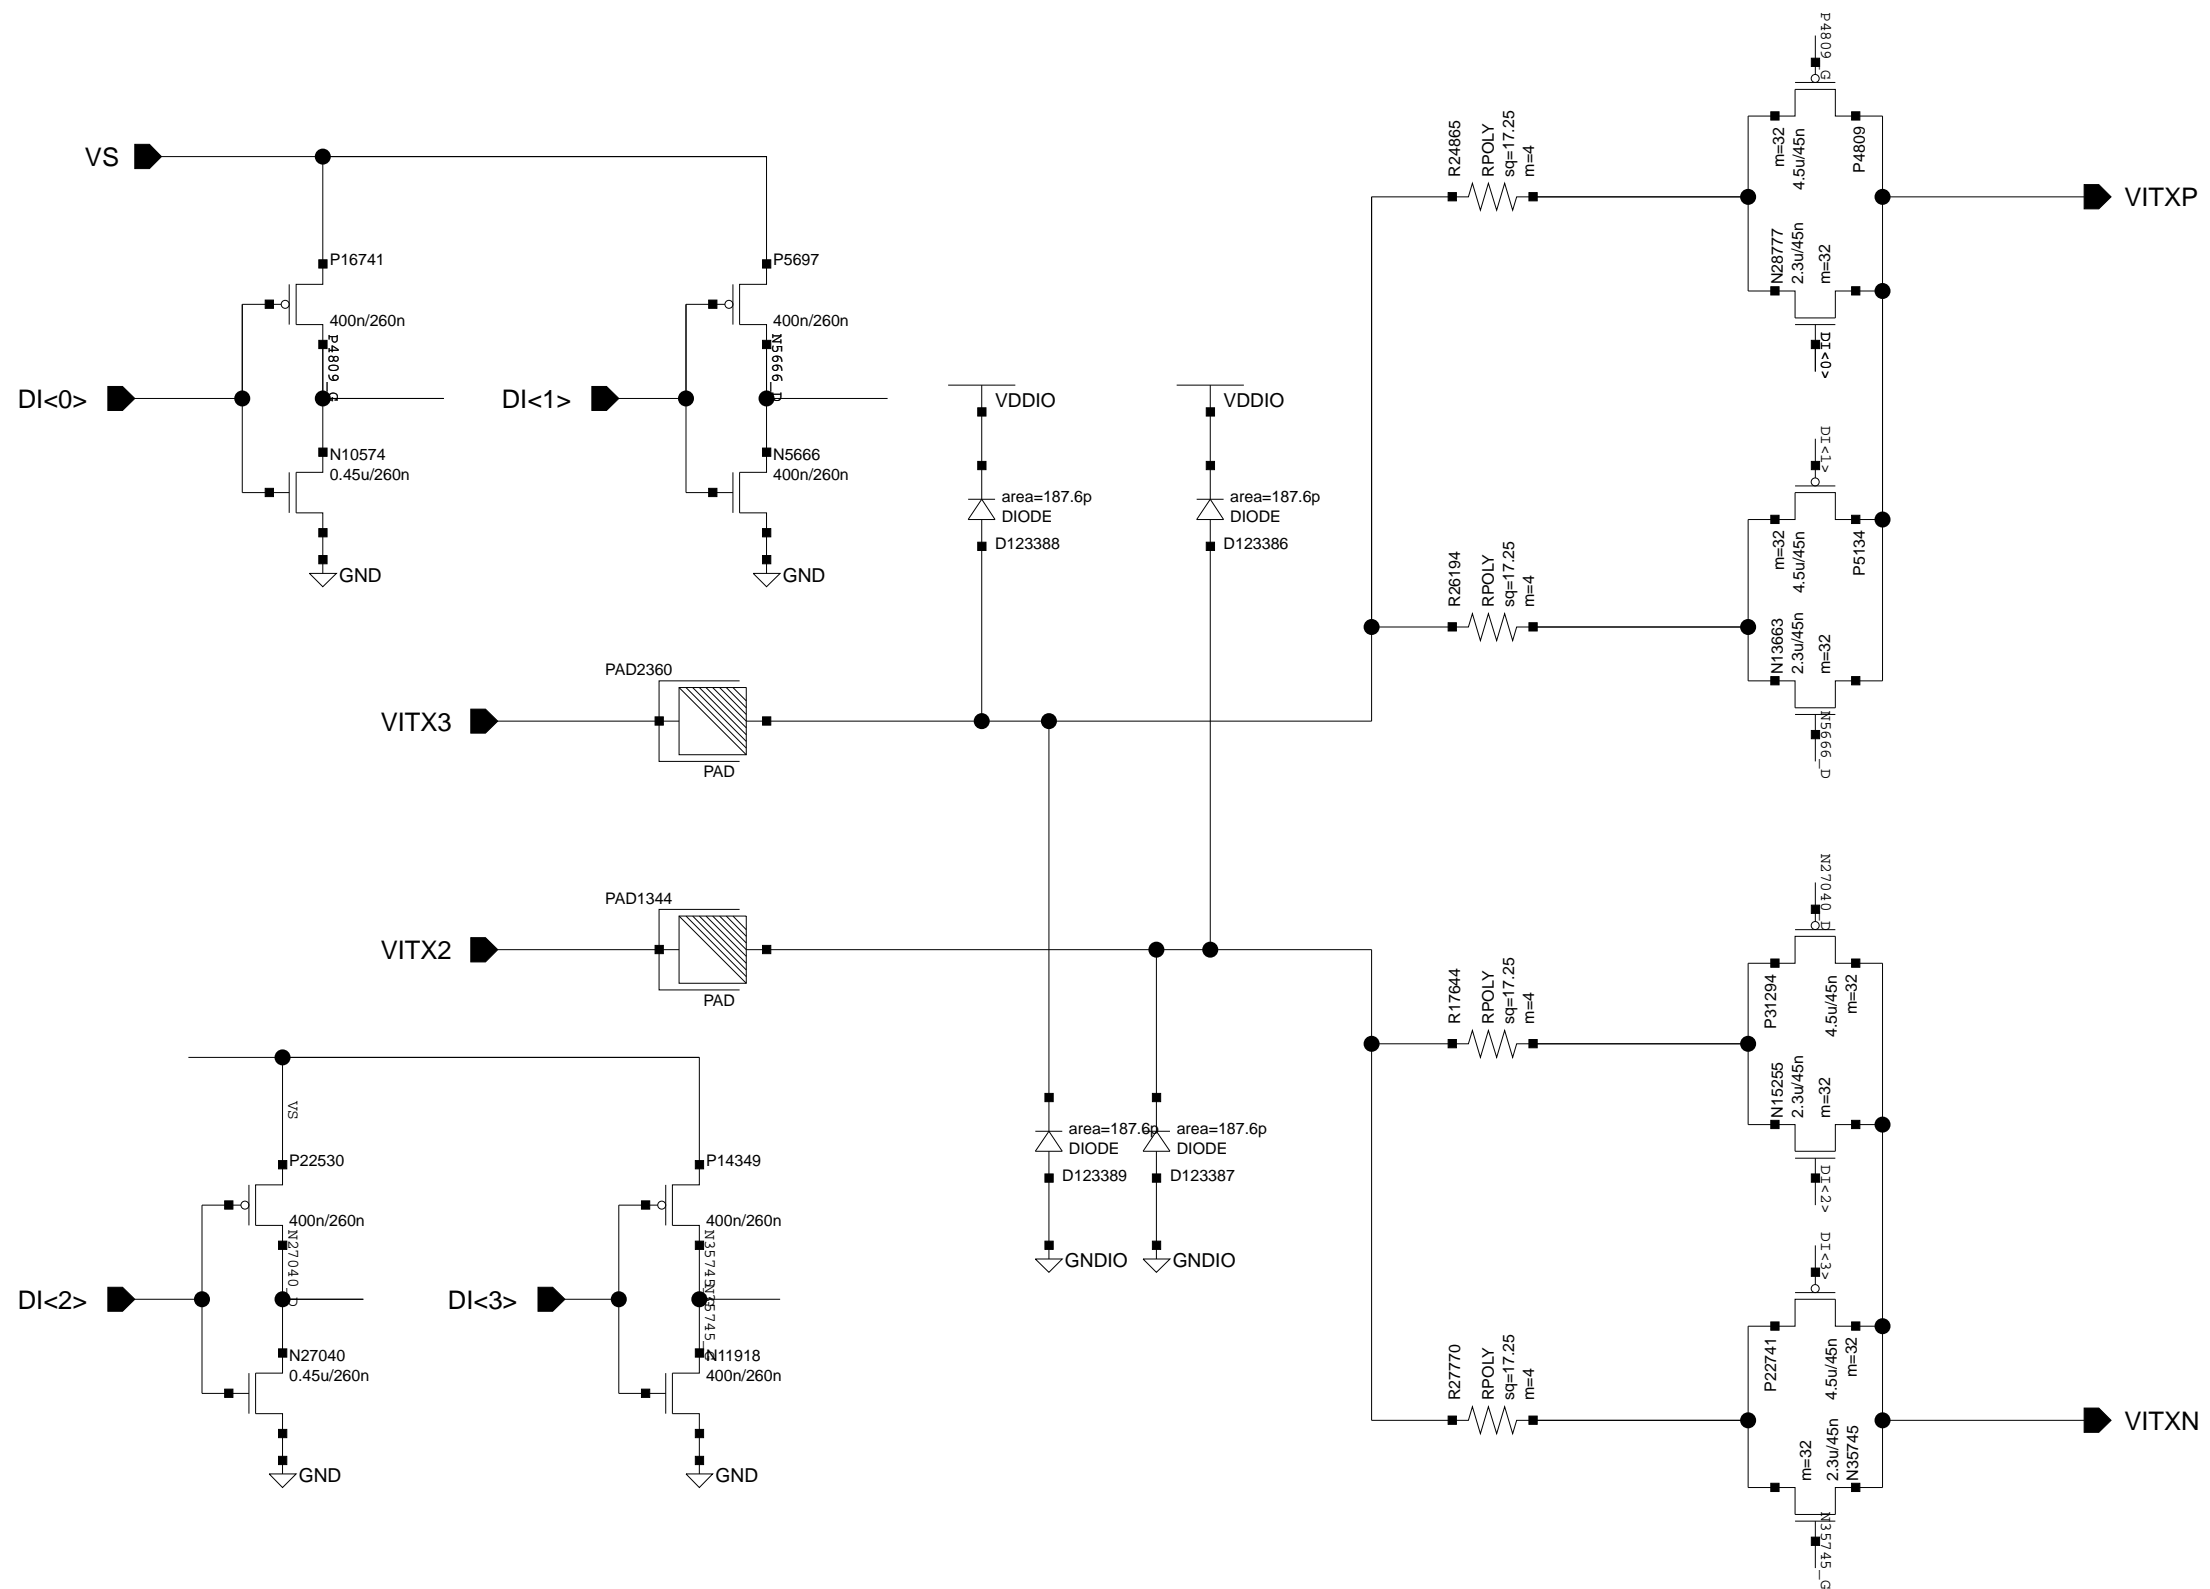 VS
P16741
400n/260n
P4809_G
DI<0>
N10574
0.45u/260n
GND
P5697
400n/260n
N5666_D
DI<1>
N5666
400n/260n
GND
VDDIO
area=187.6p
DIODE
D123388
VDDIO
area=187.6p
DIODE
D123386
VITX3
PAD2360
PAD
VITX2
PAD1344
PAD
VS
P22530
400n/260n
N27040_D
DI<2>
N27040
0.45u/260n
GND
P14349
400n/260n
DI<3>
N35745_G
N11918
400n/260n
GND
area=187.6p
DIODE
D123389
GNDIO
area=187.6p
DIODE
D123387
GNDIO
R24865
RPOLY
sq=17.25
m=4
P4809_G
m=32
4.5u/45n
P4809
N28777
2.3u/45n
m=32
DI<0>
VITXP
R26194
RPOLY
sq=17.25
m=4
DI<1>
m=32
4.5u/45n
P5134
N13663
2.3u/45n
m=32
N5666_D
R17644
RPOLY
sq=17.25
m=4
N27040_D
P31294
4.5u/45n
m=32
N15255
2.3u/45n
m=32
DI<2>
R27770
RPOLY
sq=17.25
m=4
DI<3>
P22741
4.5u/45n
m=32
m=32
2.3u/45n
N35745
N35745_G
VITXN